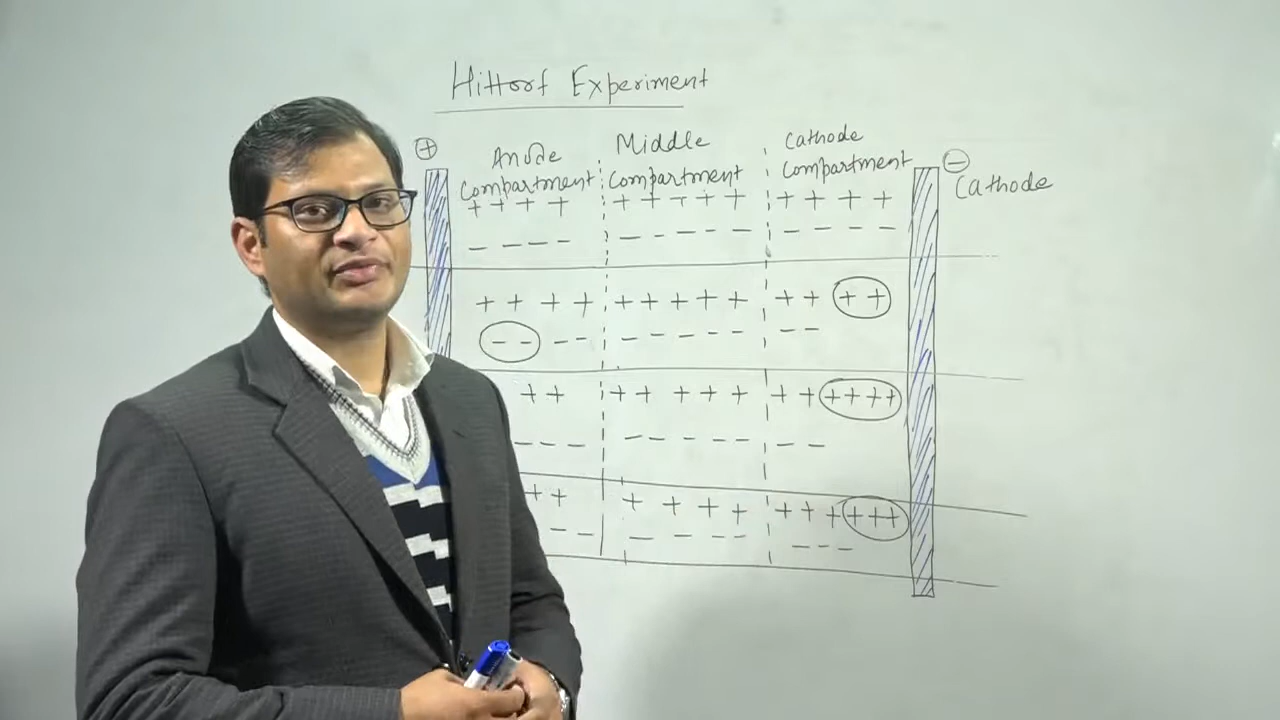 Hittorf Experiment
+ Anode Middle Cathode −
compartment compartment compartment Cathode
+ + + + + + + + + + + + +
− − − − − − − − − − − − −
+ + + + + + + + + + + + +
− − − − − − − − − − −
+ + + + + + + + + + + + +
− − − − − − − − − −
+ + + + + + + + + + + +
− − − − − − − − −